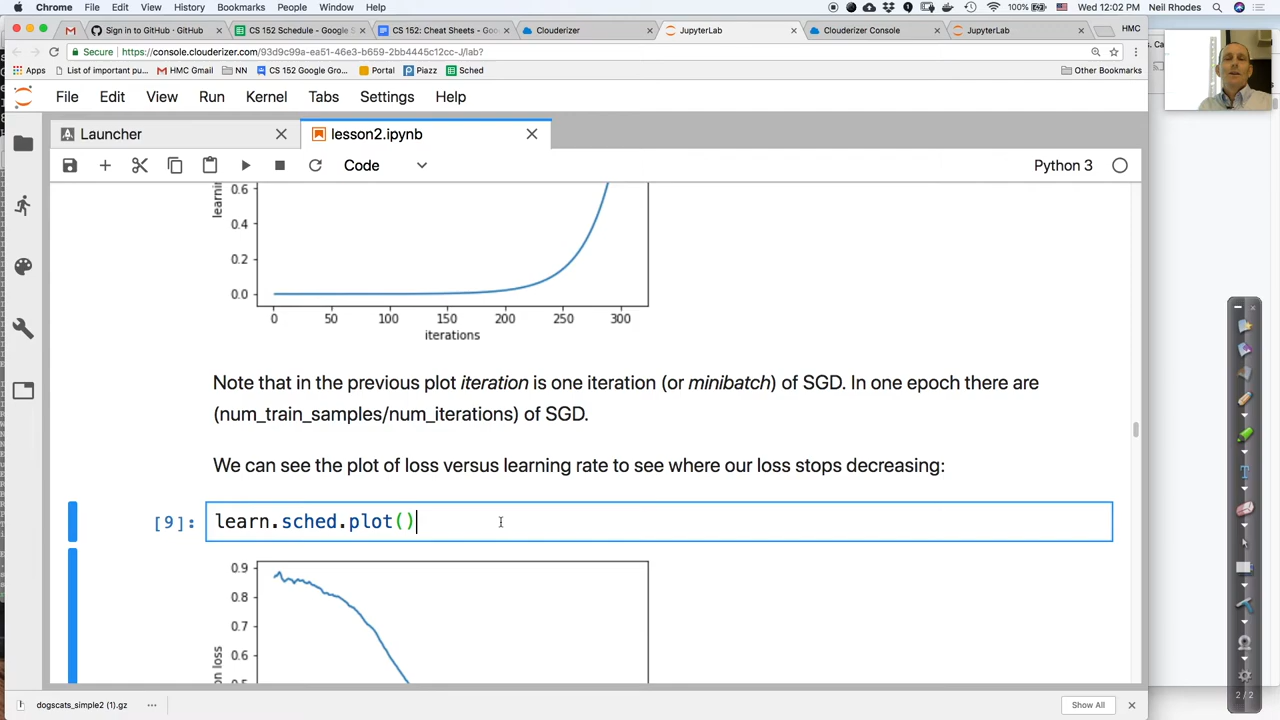 Chrome File Edit View History Bookmarks People Window Help 100% Wed 12:02 PM Neil Rhodes
Sign in to GitHub · GitHub CS 152 Schedule - Google S CS 152: Cheat Sheets - Google Clouderizer JupyterLab Clouderizer Console JupyterLab HMC
Secure https://console.clouderizer.com/93d9c99a-ea51-46e3-b659-2bb4445c12cc-J/lab?
Apps List of important pu HMC Gmail NN CS 152 Google Gro Portal Piazz Sched Other Bookmarks
File Edit View Run Kernel Tabs Settings Help
Launcher lesson2.ipynb
Code Python 3
learnin
0.6
0.4
0.2
0.0
0 50 100 150 200 250 300
iterations
Note that in the previous plot iteration is one iteration (or minibatch) of SGD. In one epoch there are
(num_train_samples/num_iterations) of SGD.
We can see the plot of loss versus learning rate to see where our loss stops decreasing:
[9]: learn.sched.plot()
0.9
0.8
0.7
0.6
on loss
2 / 2
dogscats_simple2 (1).gz Show All